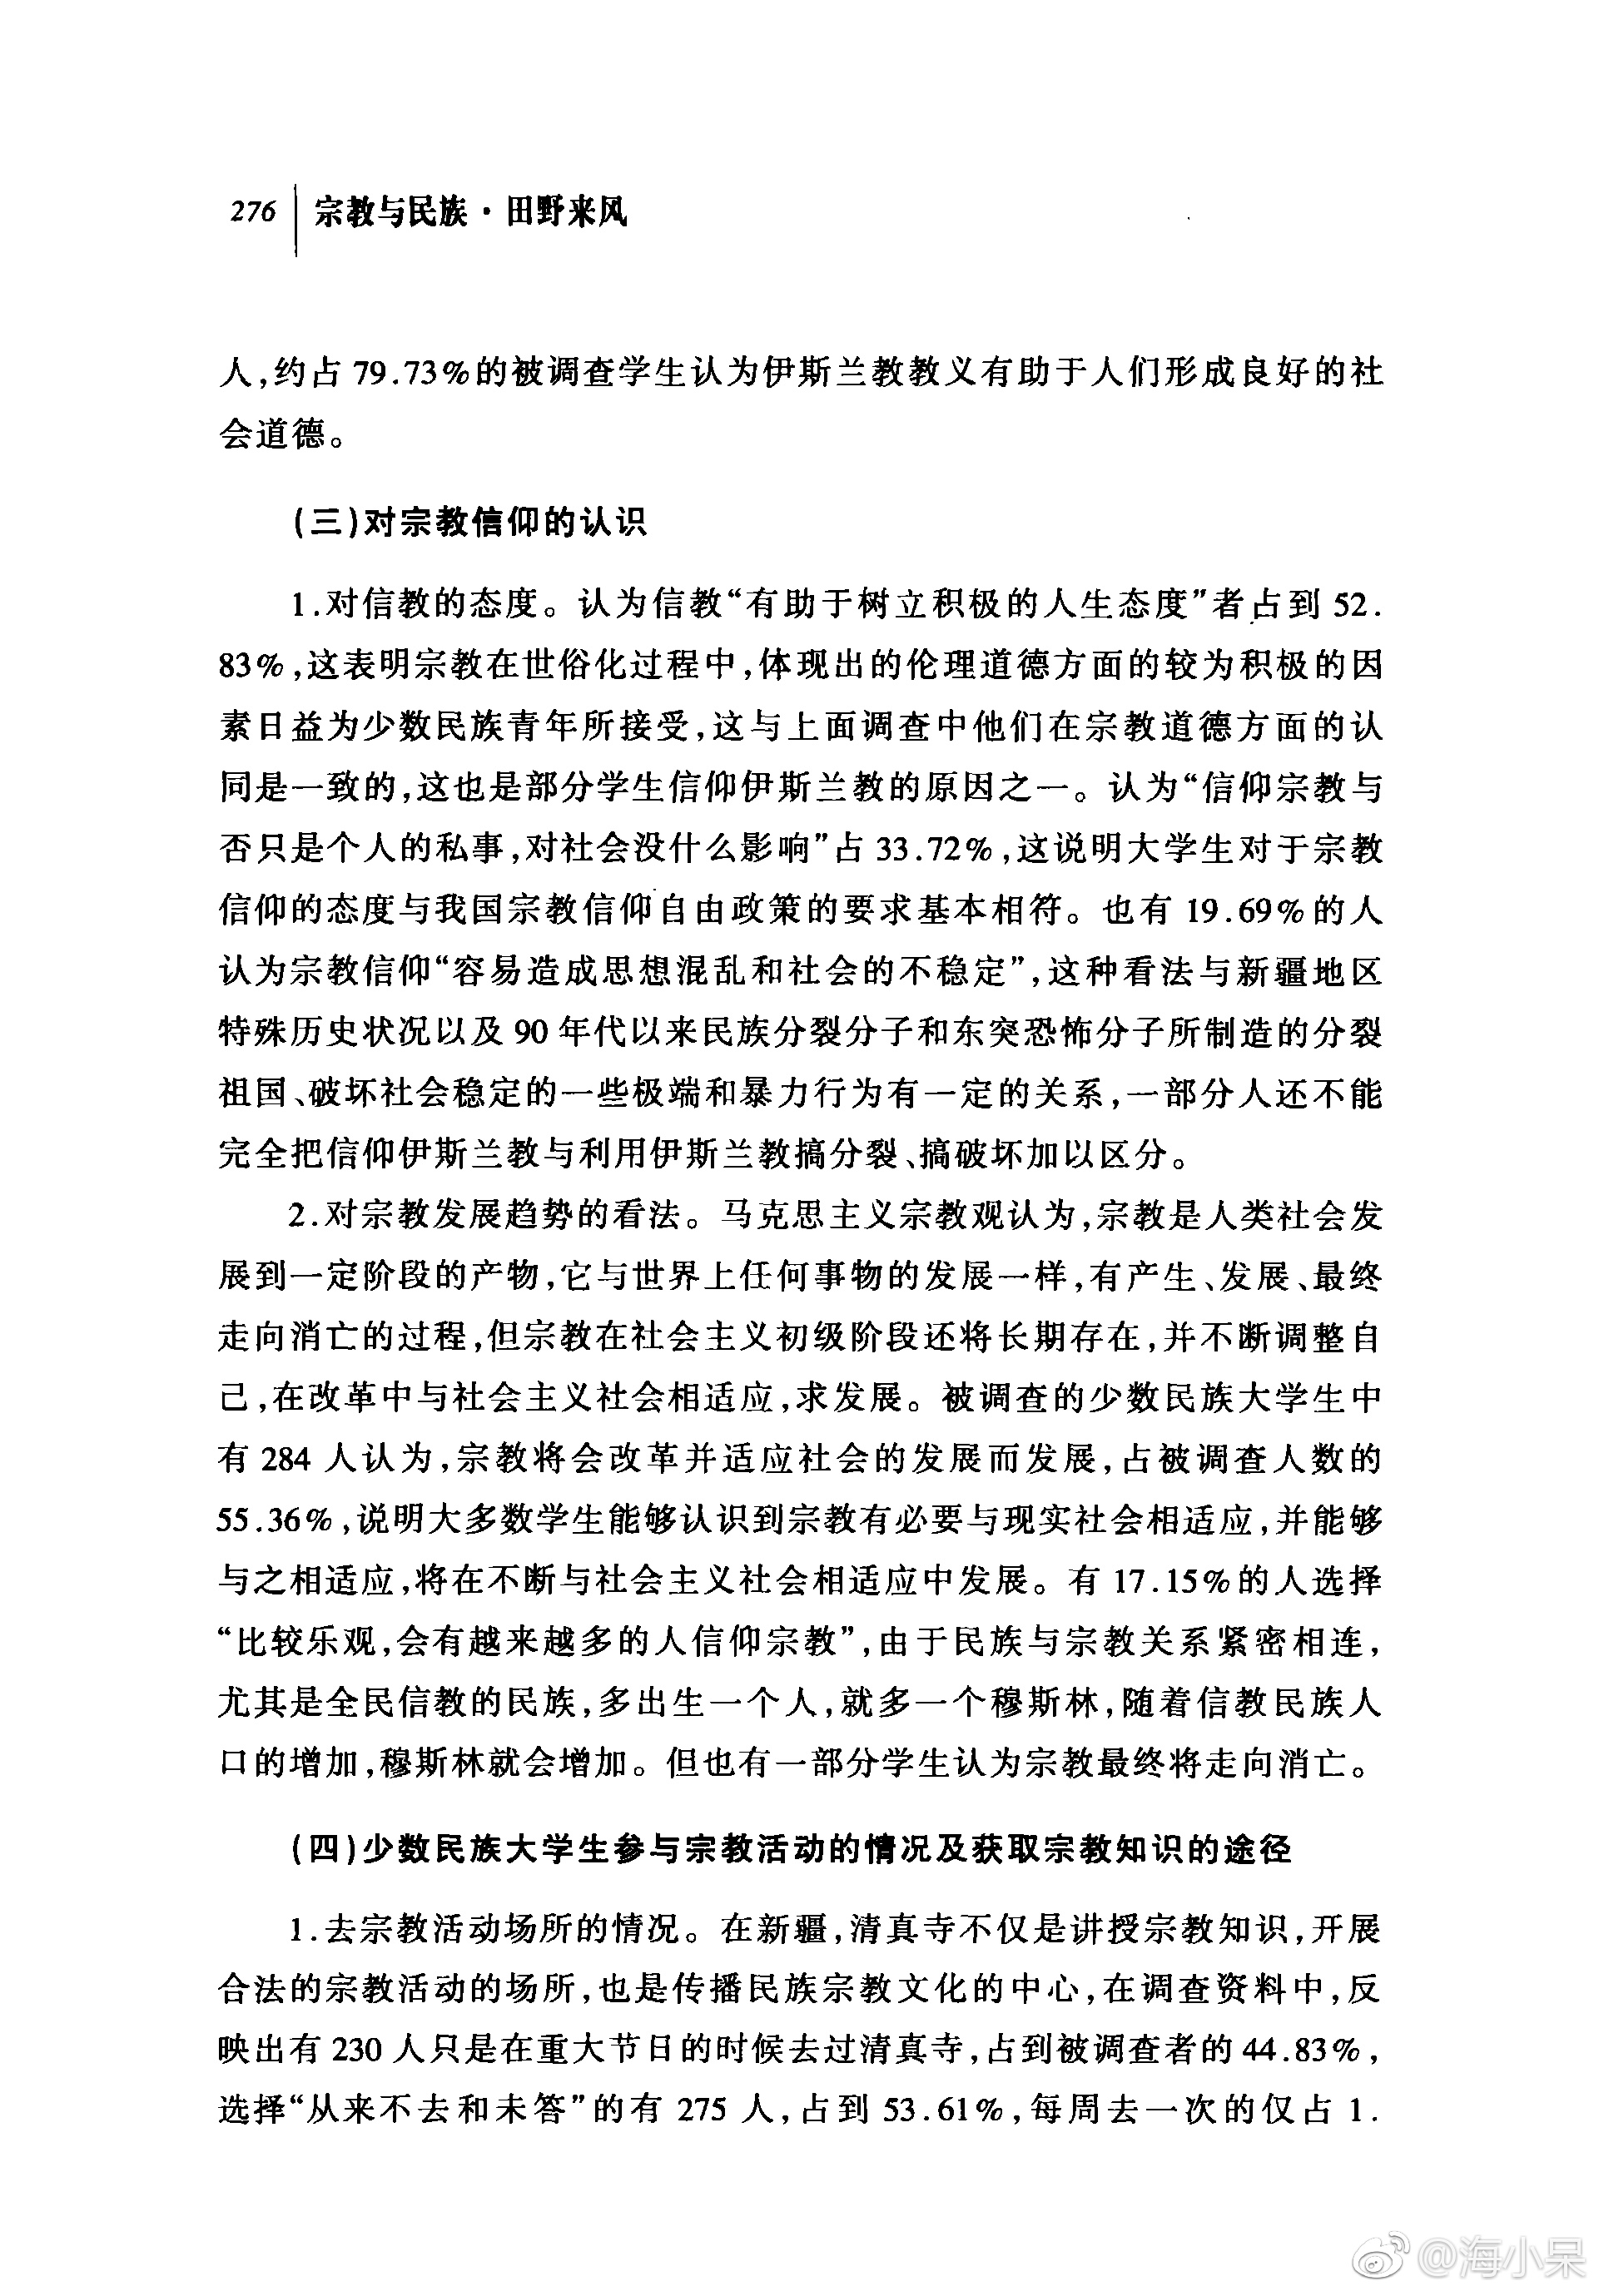 276 宗教与民族·田野来风
人,约占79.73%的被调查学生认为伊斯兰教教义有助于人们形成良好的社
会道德。
(三)对宗教信仰的认识
1.对信教的态度。认为信教“有助于树立积极的人生态度”者占到52.
83%,这表明宗教在世俗化过程中,体现出的伦理道德方面的较为积极的因
素日益为少数民族青年所接受,这与上面调查中他们在宗教道德方面的认
同是一致的,这也是部分学生信仰伊斯兰教的原因之一。认为“信仰宗教与
否只是个人的私事,对社会没什么影响”占33.72%,这说明大学生对于宗教
信仰的态度与我国宗教信仰自由政策的要求基本相符。也有19.69%的人
认为宗教信仰“容易造成思想混乱和社会的不稳定”,这种看法与新疆地区
特殊历史状况以及90年代以来民族分裂分子和东突恐怖分子所制造的分裂
祖国、破坏社会稳定的一些极端和暴力行为有一定的关系,一部分人还不能
完全把信仰伊斯兰教与利用伊斯兰教搞分裂、搞破坏加以区分。
2.对宗教发展趋势的看法。马克思主义宗教观认为,宗教是人类社会发
展到一定阶段的产物,它与世界上任何事物的发展一样,有产生、发展、最终
走向消亡的过程,但宗教在社会主义初级阶段还将长期存在,并不断调整自
己,在改革中与社会主义社会相适应,求发展。被调查的少数民族大学生中
有284人认为,宗教将会改革并适应社会的发展而发展,占被调查人数的
55.36%,说明大多数学生能够认识到宗教有必要与现实社会相适应,并能够
与之相适应,将在不断与社会主义社会相适应中发展。有17.15%的人选择
“比较乐观,会有越来越多的人信仰宗教”,由于民族与宗教关系紧密相连,
尤其是全民信教的民族,多出生一个人,就多一个穆斯林,随着信教民族人
口的增加,穆斯林就会增加。但也有一部分学生认为宗教最终将走向消亡。
(四)少数民族大学生参与宗教活动的情况及获取宗教知识的途径
1.去宗教活动场所的情况。在新疆,清真寺不仅是讲授宗教知识,开展
合法的宗教活动的场所,也是传播民族宗教文化的中心,在调查资料中,反
映出有230人只是在重大节日的时候去过清真寺,占到被调查者的44.83%,
选择“从来不去和未答”的有275人,占到53.61%,每周去一次的仅占1.
@海小呆